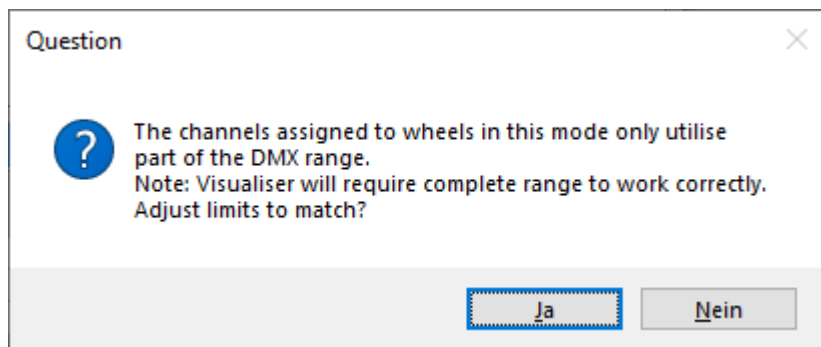 Question
The channels assigned to wheels in this mode only utilise
part of the DMX range.
Note: Visualiser will require complete range to work correctly.
Adjust limits to match?
Ja
Nein